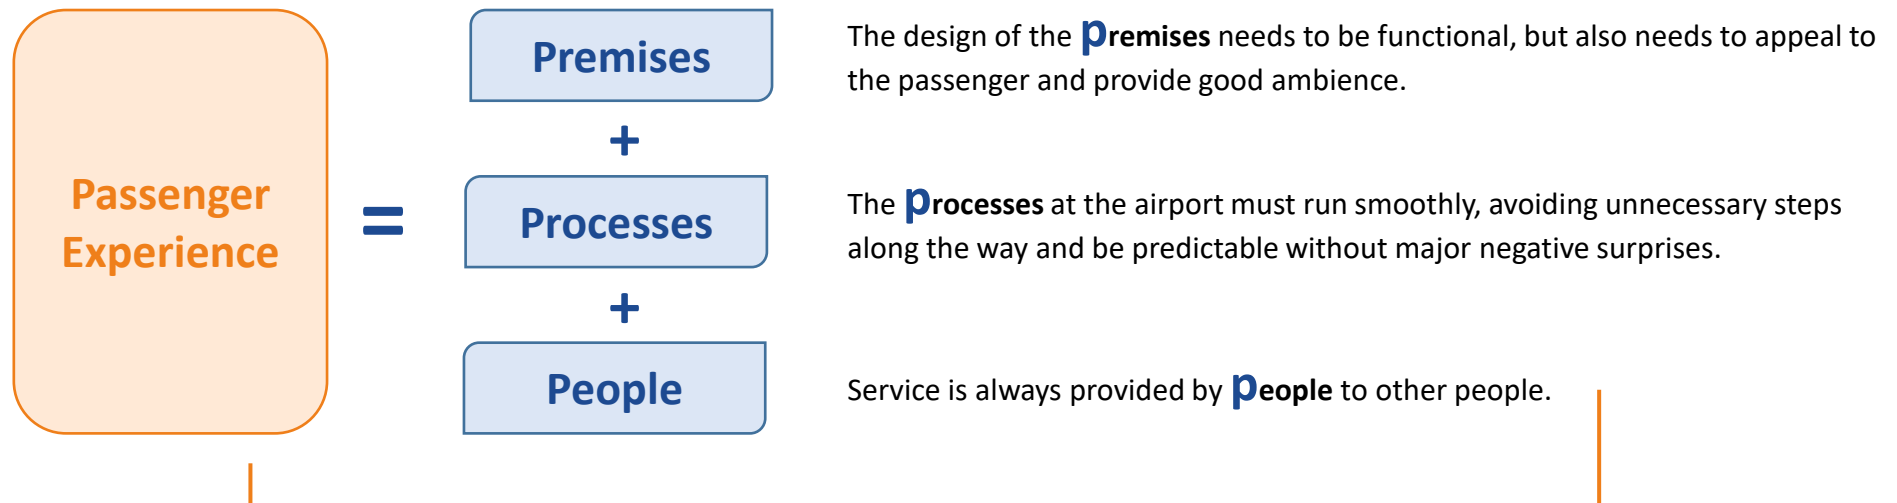 Passenger
Experience
=
Premises
+
Processes
+
People
The design of the premises needs to be functional, but also needs to appeal to
the passenger and provide good ambience.
The processes at the airport must run smoothly, avoiding unnecessary steps
along the way and be predictable without major negative surprises.
Service is always provided by people to other people.